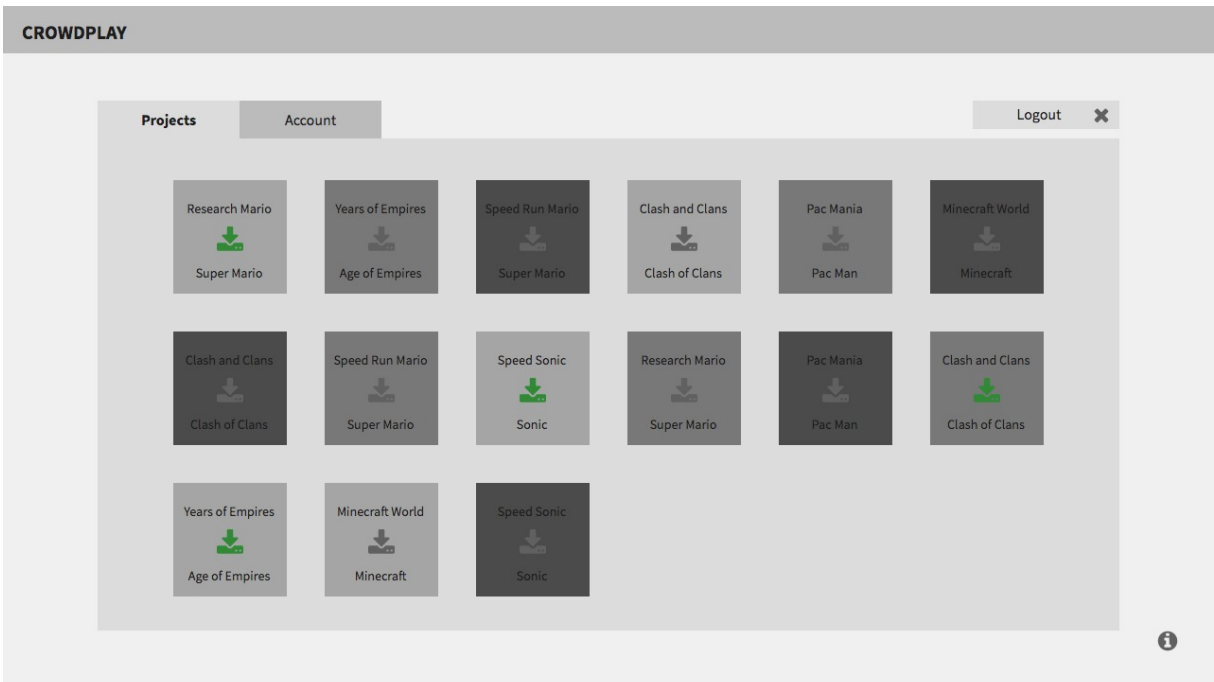 CROWDPLAY
Projects
Account
Logout
Research Mario
Super Mario
Years of Empires
Age of Empires
Speed Run Mario
Super Mario
Clash and Clans
Clash of Clans
Pac Mania
Pac Man
Minecraft World
Minecraft
Clash and Clans
Clash of Clans
Speed Run Mario
Super Mario
Speed Sonic
Sonic
Research Mario
Super Mario
Pac Mania
Pac Man
Clash and Clans
Clash of Clans
Years of Empires
Age of Empires
Minecraft World
Minecraft
Speed Sonic
Sonic